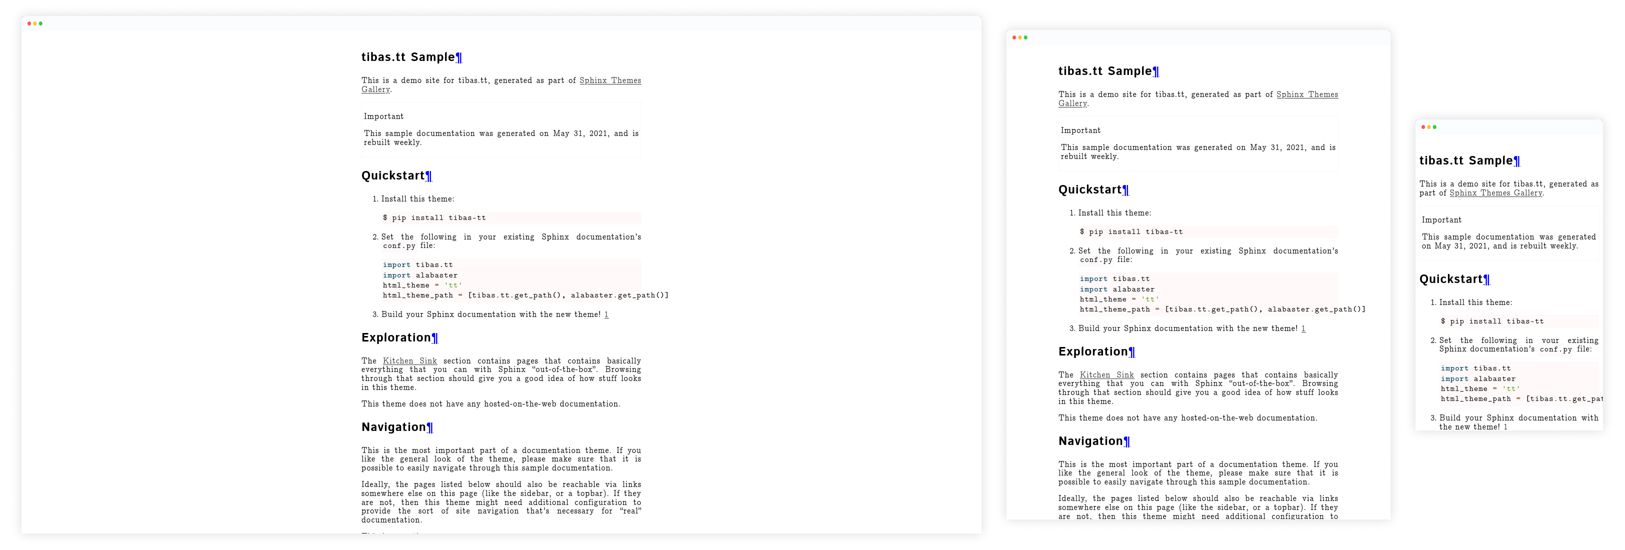 tibas.tt Sample¶
This is a demo site for tibas.tt, generated as part of Sphinx Themes
Gallery.
Important
This sample documentation was generated on May 31, 2021, and is
rebuilt weekly.
Quickstart¶
1. Install this theme:
$ pip install tibas-tt
2. Set the following in your existing Sphinx documentation's
conf.py file:
import tibas.tt
import alabaster
html_theme = 'tt'
html_theme_path = [tibas.tt.get_path(), alabaster.get_path()]
3. Build your Sphinx documentation with the new theme! 1
Exploration¶
The Kitchen Sink section contains pages that contains basically
everything that you can with Sphinx “out-of-the-box”. Browsing
through that section should give you a good idea of how stuff looks
in this theme.
This theme does not have any hosted-on-the-web documentation.
Navigation¶
This is the most important part of a documentation theme. If you
like the general look of the theme, please make sure that it is
possible to easily navigate through this sample documentation.
Ideally, the pages listed below should also be reachable via links
somewhere else on this page (like the sidebar, or a topbar). If they
are not, then this theme might need additional configuration to
provide the sort of site navigation that's necessary for “real”
documentation.
tibas.tt Sample¶
This is a demo site for tibas.tt, generated as part of Sphinx Themes
Gallery.
Important
This sample documentation was generated on May 31, 2021, and is
rebuilt weekly.
Quickstart¶
1. Install this theme:
$ pip install tibas-tt
2. Set the following in your existing Sphinx documentation's
conf.py file:
import tibas.tt
import alabaster
html_theme = 'tt'
html_theme_path = [tibas.tt.get_path(), alabaster.get_path()]
3. Build your Sphinx documentation with the new theme! 1
Exploration¶
The Kitchen Sink section contains pages that contains basically
everything that you can with Sphinx “out-of-the-box”. Browsing
through that section should give you a good idea of how stuff looks
in this theme.
This theme does not have any hosted-on-the-web documentation.
Navigation¶
This is the most important part of a documentation theme. If you
like the general look of the theme, please make sure that it is
possible to easily navigate through this sample documentation.
Ideally, the pages listed below should also be reachable via links
somewhere else on this page (like the sidebar, or a topbar). If they
are not, then this theme might need additional configuration to
tibas.tt Sample¶
This is a demo site for tibas.tt, generated as
part of Sphinx Themes Gallery.
Important
This sample documentation was generated
on May 31, 2021, and is rebuilt weekly.
Quickstart¶
1. Install this theme:
$ pip install tibas-tt
2. Set the following in your existing
Sphinx documentation's conf.py file:
import tibas.tt
import alabaster
html_theme = 'tt'
html_theme_path = [tibas.tt.get_pat
3. Build your Sphinx documentation with
the new theme! 1